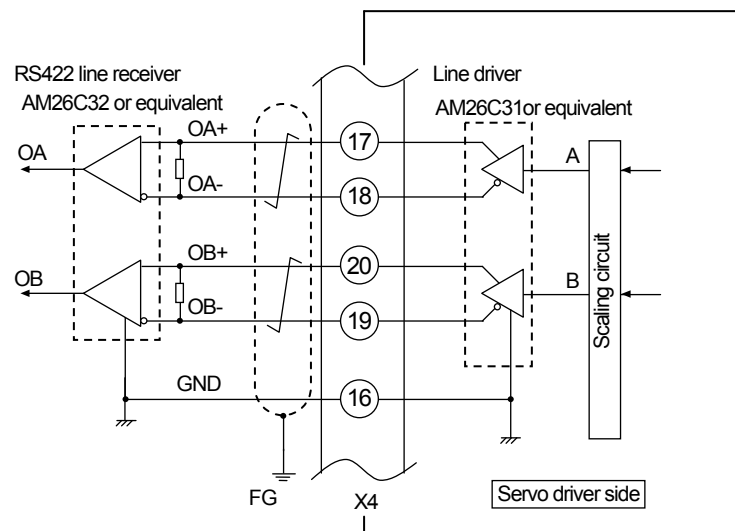 RS422 line receiver
AM26C32 or equivalent
Line driver
AM26C31or equivalent
OA+
17
OA
A
OA-
18
OB+
20
OB
B
OB-
19
Scaling circuit
GND
16
FG
X4
Servo driver side